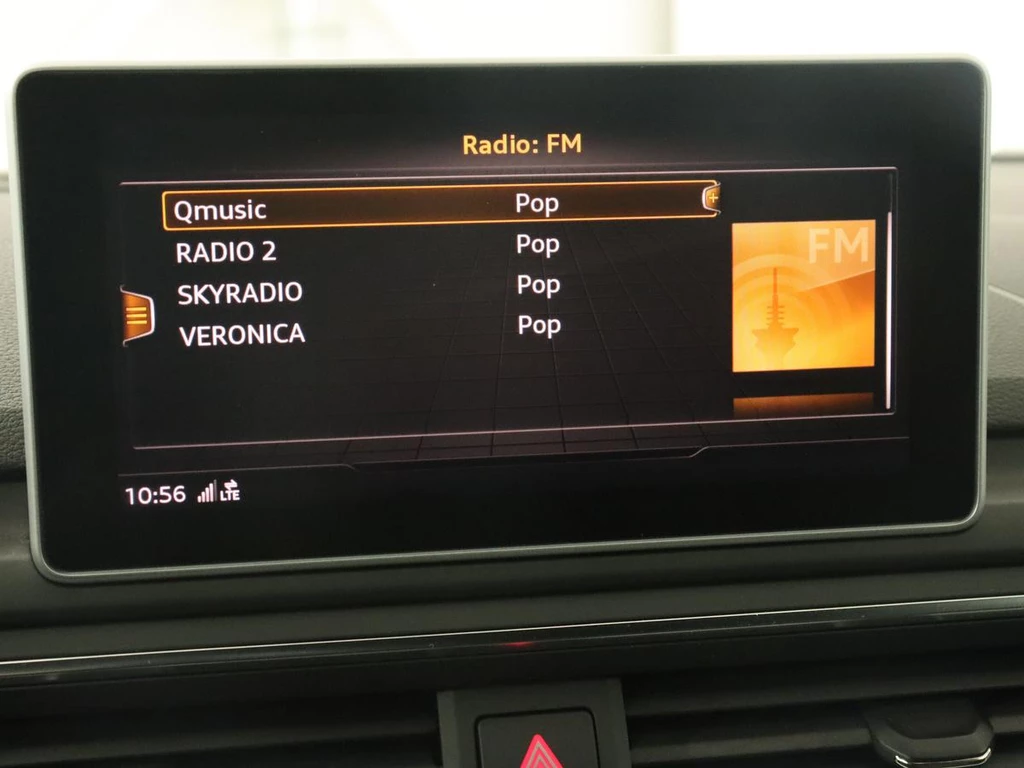 Radio: FM
Qmusic Pop
RADIO 2 Pop
SKYRADIO Pop
VERONICA Pop
FM
10:56 LTE